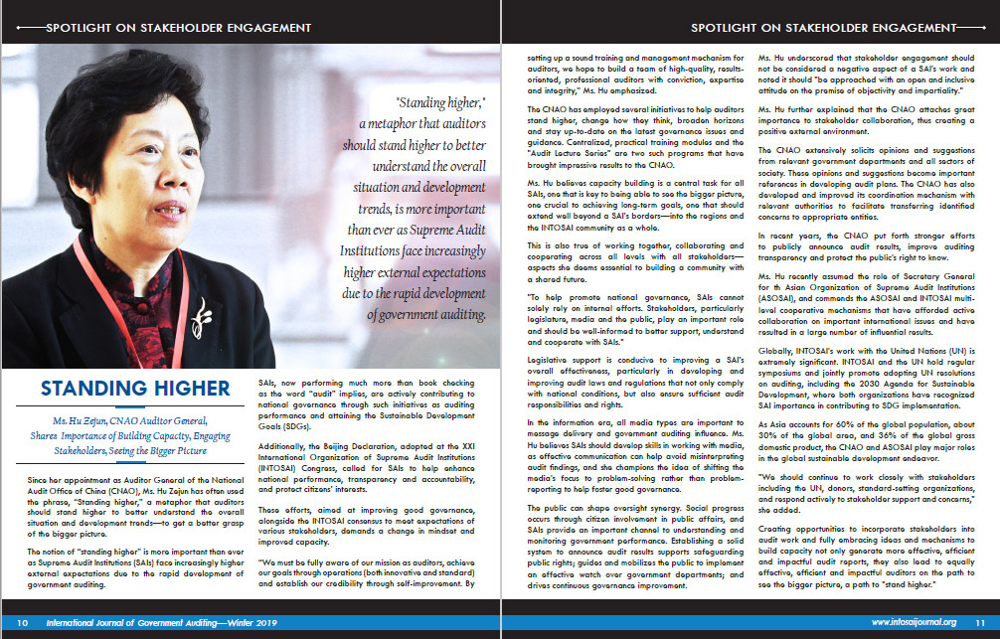 SPOTLIGHT ON STAKEHOLDER ENGAGEMENT
"Standing higher,"
a metaphor that auditors
should stand higher to better
understand the overall
situation and development
trends, is more important
than ever as Supreme Audit
Institutions face increasingly
higher external expectations
due to the rapid development
of government auditing.
STANDING HIGHER
Ms. Hu Zejun, CNAO Auditor General,
Shares Importance of Building Capacity, Engaging
Stakeholders, Seeing the Bigger Picture
Since her appointment as Auditor General of the National
Audit Office of China (CNAO), Ms. Hu Zejun has often used
the phrase, "Standing higher," a metaphor that auditors
should stand higher to better understand the overall
situation and development trends—to get a better grasp
of the bigger picture.
The notion of "standing higher" is more important than ever
as Supreme Audit Institutions (SAIs) face increasingly higher
external expectations due to the rapid development of
government auditing.
SAIs, now performing much more than book checking
as the word "audit" implies, are actively contributing to
national governance through such initiatives as auditing
performance and attaining the Sustainable Development
Goals (SDGs).
Additionally, the Beijing Declaration, adopted at the XXI
International Organization of Supreme Audit Institutions
(INTOSAI) Congress, called for SAIs to help enhance
national performance, transparency and accountability,
and protect citizens' interests.
These efforts, aimed at improving good governance,
alongside the INTOSAI consensus to meet expectations of
various stakeholders, demands a change in mindset and
improved capacity.
"We must be fully aware of our mission as auditors, achieve
our goals through operations (both innovative and standard)
and establish our credibility through self-improvement. By
10 International Journal of Government Auditing—Winter 2019
SPOTLIGHT ON STAKEHOLDER ENGAGEMENT
setting up a sound training and management mechanism for
auditors, we hope to build a team of high-quality, results-
oriented, professional auditors with conviction, expertise
and integrity," Ms. Hu emphasized.
The CNAO has employed several initiatives to help auditors
stand higher, change how they think, broaden horizons
and stay up-to-date on the latest governance issues and
guidance. Centralized, practical training modules and the
"Audit Lecture Series" are two such programs that have
brought impressive results to the CNAO.
Ms. Hu believes capacity building is a central task for all
SAIs, one that is key to being able to see the bigger picture,
one crucial to achieving long-term goals, one that should
extend well beyond a SAI's borders—into the regions and
the INTOSAI community as a whole.
This is also true of working together, collaborating and
cooperating across all levels with all stakeholders—
aspects she deems essential to building a community with
a shared future.
"To help promote national governance, SAIs cannot
solely rely on internal efforts. Stakeholders, particularly
legislature, media and the public, play an important role
and should be well-informed to better support, understand
and cooperate with SAIs."
Legislative support is conducive to improving a SAI's
overall effectiveness, particularly in developing and
improving audit laws and regulations that not only comply
with national conditions, but also ensure sufficient audit
responsibilities and rights.
In the information era, all media types are important to
message delivery and government auditing influence. Ms.
Hu believes SAIs should develop skills in working with media,
as effective communication can help avoid misinterpreting
audit findings, and she champions the idea of shifting the
media's focus to problem-solving rather than problem-
reporting to help foster good governance.
The public can shape oversight synergy. Social progress
occurs through citizen involvement in public affairs, and
SAIs provide an important channel to understanding and
monitoring government performance. Establishing a solid
system to announce audit results supports safeguarding
public rights; guides and mobilizes the public to implement
an effective watch over government departments; and
drives continuous governance improvement.
Ms. Hu underscored that stakeholder engagement should
not be considered a negative aspect of a SAI's work and
noted it should "be approached with an open and inclusive
attitude on the premise of objectivity and impartiality."
Ms. Hu further explained that the CNAO attaches great
importance to stakeholder collaboration, thus creating a
positive external environment.
The CNAO extensively solicits opinions and suggestions
from relevant government departments and all sectors of
society. These opinions and suggestions become important
references in developing audit plans. The CNAO has also
developed and improved its coordination mechanism with
relevant authorities to facilitate transferring identified
concerns to appropriate entities.
In recent years, the CNAO put forth stronger efforts
to publicly announce audit results, improve auditing
transparency and protect the public's right to know.
Ms. Hu recently assumed the role of Secretary General
for th Asian Organization of Supreme Audit Institutions
(ASOSAI), and commends the ASOSAI and INTOSAI multi-
level cooperative mechanisms that have afforded active
collaboration on important international issues and have
resulted in a large number of influential results.
Globally, INTOSAI's work with the United Nations (UN) is
extremely significant. INTOSAI and the UN hold regular
symposiums and jointly promote adopting UN resolutions
on auditing, including the 2030 Agenda for Sustainable
Development, where both organizations have recognized
SAI importance in contributing to SDG implementation.
As Asia accounts for 60% of the global population, about
30% of the global area, and 36% of the global gross
domestic product, the CNAO and ASOSAI play major roles
in the global sustainable development endeavor.
"We should continue to work closely with stakeholders
including the UN, donors, standard-setting organizations,
and respond actively to stakeholder support and concerns,"
she added.
Creating opportunities to incorporate stakeholders into
audit work and fully embracing ideas and mechanisms to
build capacity not only generate more effective, efficient
and impactful audit reports, they also lead to equally
effective, efficient and impactful auditors on the path to
see the bigger picture, a path to "stand higher."
www.intosaijournal.org 11